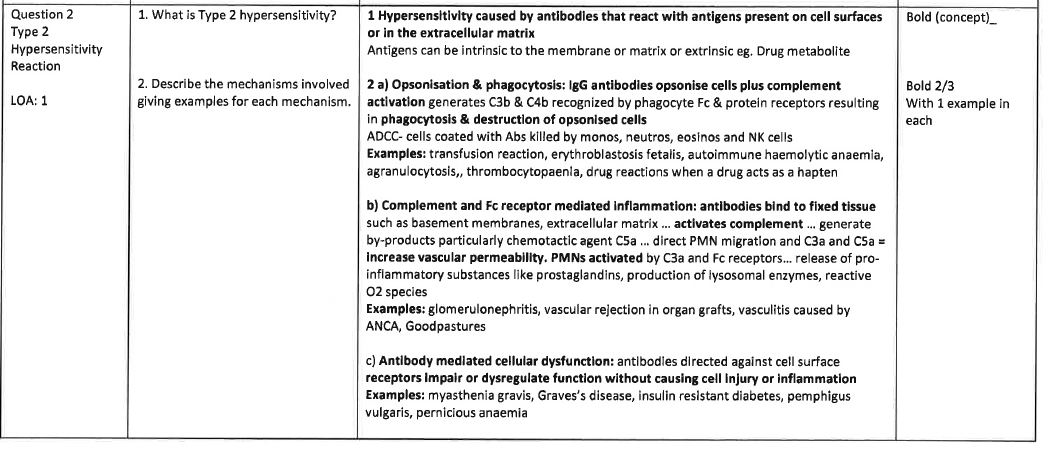 Question 2
Type 2
Hypersensitivity
Reaction
LOA: 1
1. What is Type 2 hypersensitivity?
2. Describe the mechanisms involved
giving examples for each mechanism.
1 Hypersensitivity caused by antibodies that react with antigens present on cell surfaces
or in the extracellular matrix
Antigens can be intrinsic to the membrane or matrix or extrinsic eg. Drug metabolite
2 a) Opsonisation & phagocytosis: IgG antibodies opsonise cells plus complement
activation generates C3b & C4b recognized by phagocyte Fc & protein receptors resulting
in phagocytosis & destruction of opsonised cells
ADCC- cells coated with Abs killed by monos, neutros, eosinos and NK cells
Examples: transfusion reaction, erythroblastosis fetalis, autoimmune haemolytic anaemia,
agranulocytosis,, thrombocytopaenia, drug reactions when a drug acts as a hapten
b) Complement and Fc receptor mediated inflammation: antibodies bind to fixed tissue
such as basement membranes, extracellular matrix ... activates complement ... generate
by-products particularly chemotactic agent C5a ... direct PMN migration and C3a and C5a =
increase vascular permeability. PMNs activated by C3a and Fc receptors... release of pro-
inflammatory substances like prostaglandins, production of lysosomal enzymes, reactive
O2 species
Examples: glomerulonephritis, vascular rejection in organ grafts, vasculitis caused by
ANCA, Goodpastures
c) Antibody mediated cellular dysfunction: antibodies directed against cell surface
receptors impair or dysregulate function without causing cell injury or inflammation
Examples: myasthenia gravis, Graves's disease, insulin resistant diabetes, pemphigus
vulgaris, pernicious anaemia
Bold (concept)_
Bold 2/3
With 1 example in
each